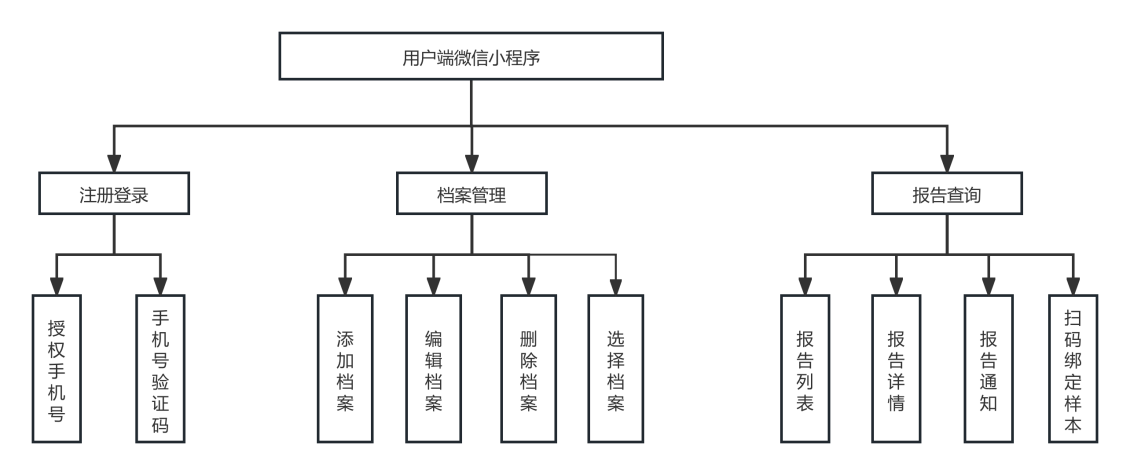 用户端微信小程序
注册登录
档案管理
报告查询
授权手机号
手机号验证码
添加档案
编辑档案
删除档案
选择档案
报告列表
报告详情
报告通知
扫码绑定样本